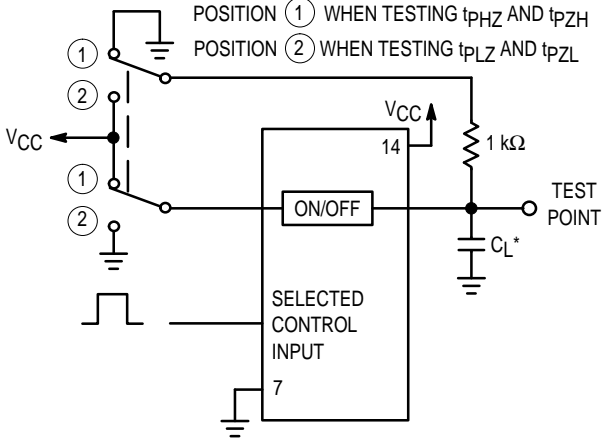 POSITION 1 WHEN TESTING tPHZ AND tPZH
POSITION 2 WHEN TESTING tPLZ AND tPZL
1
2
VCC
1
2
VCC
14
1 kΩ
ON/OFF
TEST
POINT
CL*
SELECTED
CONTROL
INPUT
7